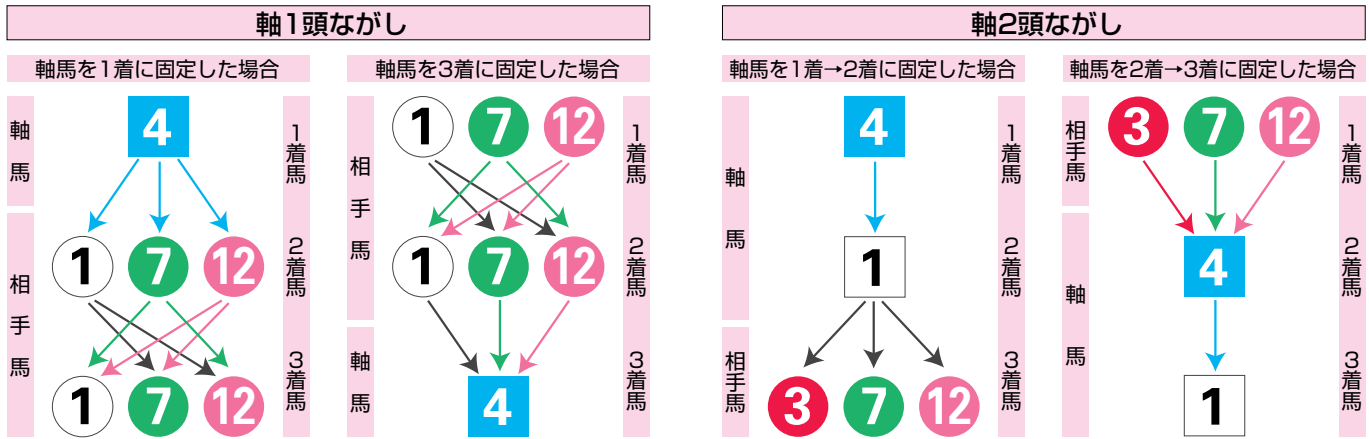 軸1頭ながし
軸馬を1着に固定した場合
軸馬
相手馬
4
1 7 12
1 7 12
1着馬
2着馬
3着馬
軸馬を3着に固定した場合
相手馬
軸馬
1 7 12
1 7 12
4
1着馬
2着馬
3着馬
軸2頭ながし
軸馬を1着→2着に固定した場合
軸馬
相手馬
4
1
3 7 12
1着馬
2着馬
3着馬
軸馬を2着→3着に固定した場合
相手馬
軸馬
3 7 12
4
1
1着馬
2着馬
3着馬